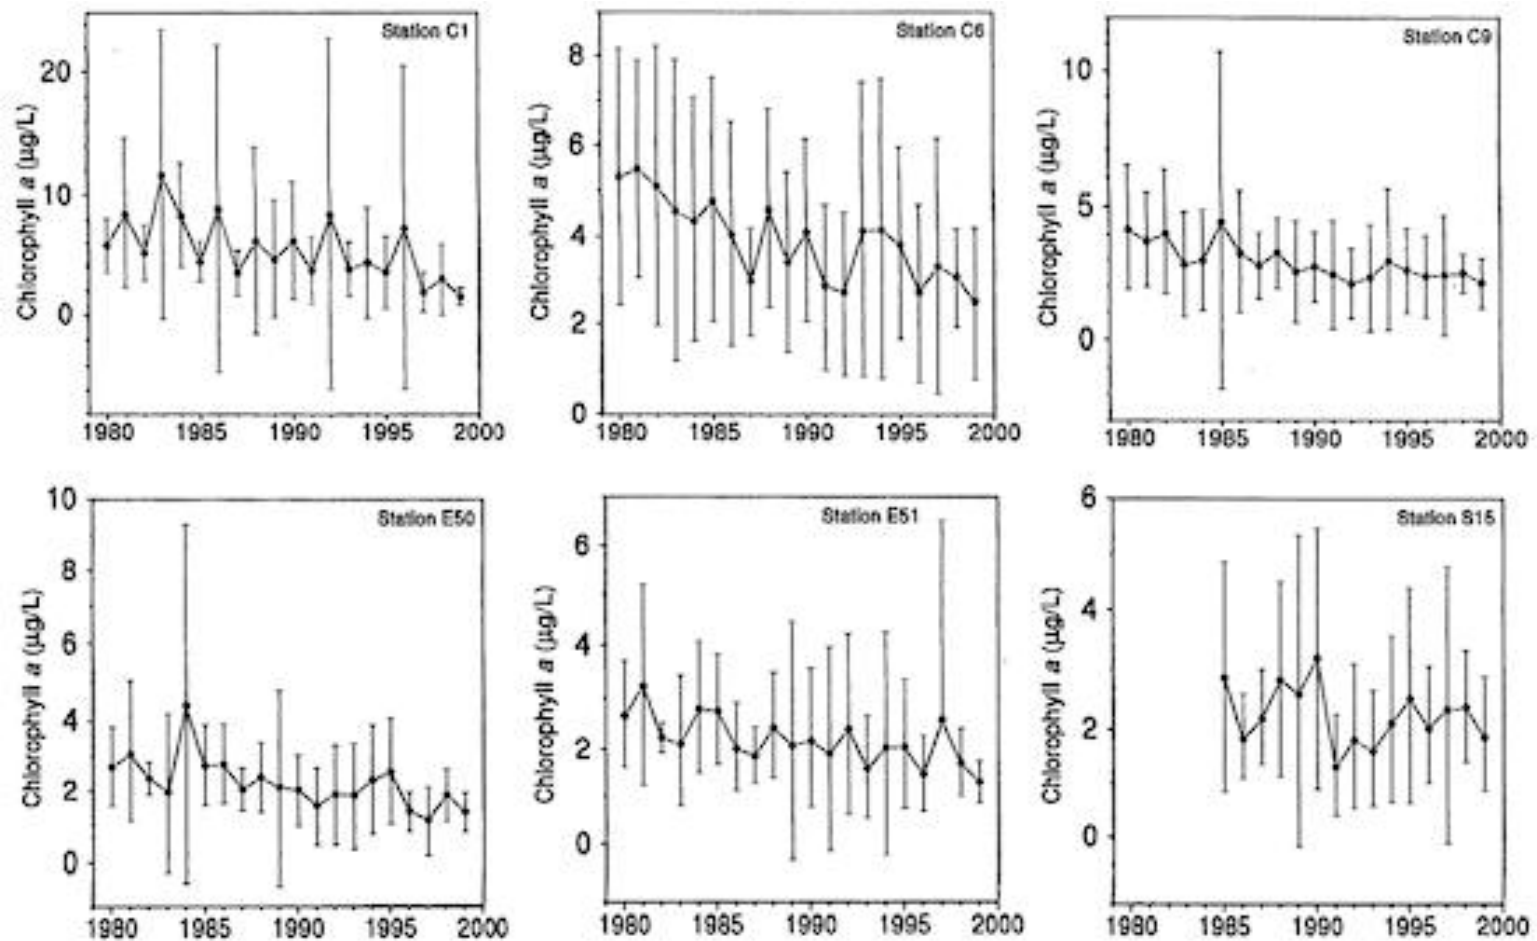 Station C1
Chlorophyll a (µg/L)
20
10
0
1980 1985 1990 1995 2000
Station C6
Chlorophyll a (µg/L)
8
6
4
2
0
1980 1985 1990 1995 2000
Station C9
Chlorophyll a (µg/L)
10
5
0
1980 1985 1990 1995 2000
Station E50
Chlorophyll a (µg/L)
10
8
6
4
2
0
1980 1985 1990 1995 2000
Station E51
Chlorophyll a (µg/L)
6
4
2
0
1980 1985 1990 1995 2000
Station S15
Chlorophyll a (µg/L)
6
4
2
0
1980 1985 1990 1995 2000